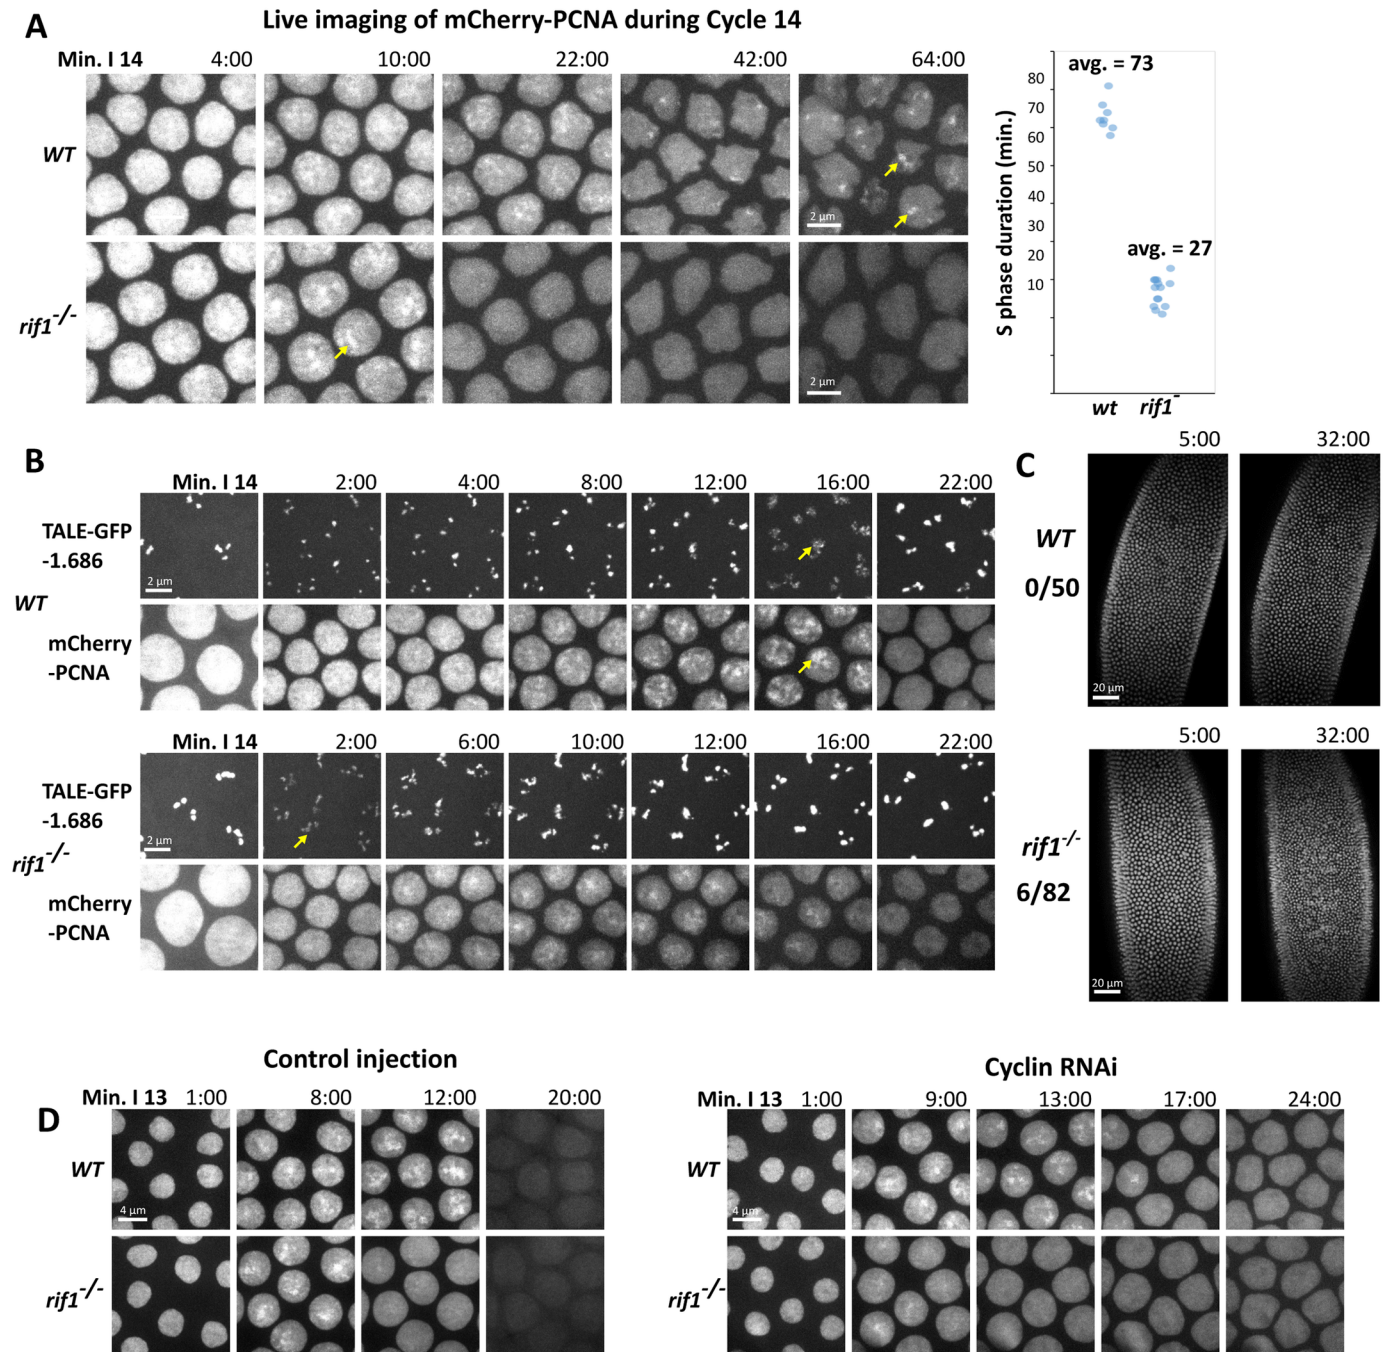 A
Live imaging of mCherry-PCNA during Cycle 14
Min. I 14 4:00 10:00 22:00 42:00 64:00
WT
2 µm
rif1-/-
2 µm
avg. = 73
80
70
60
50
40
30
20
10
avg. = 27
S phase duration (min.)
wt rif1-
B
Min. I 14 2:00 4:00 8:00 12:00 16:00 22:00
TALE-GFP
-1.686
2 µm
WT
mCherry
-PCNA
Min. I 14 2:00 6:00 10:00 12:00 16:00 22:00
TALE-GFP
-1.686
2 µm
rif1-/-
mCherry
-PCNA
C
5:00 32:00
WT
0/50
20 µm
5:00 32:00
rif1-/-
6/82
20 µm
D
Control injection
Min. I 13 1:00 8:00 12:00 20:00
WT
4 µm
rif1-/-
Cyclin RNAi
Min. I 13 1:00 9:00 13:00 17:00 24:00
WT
4 µm
rif1-/-